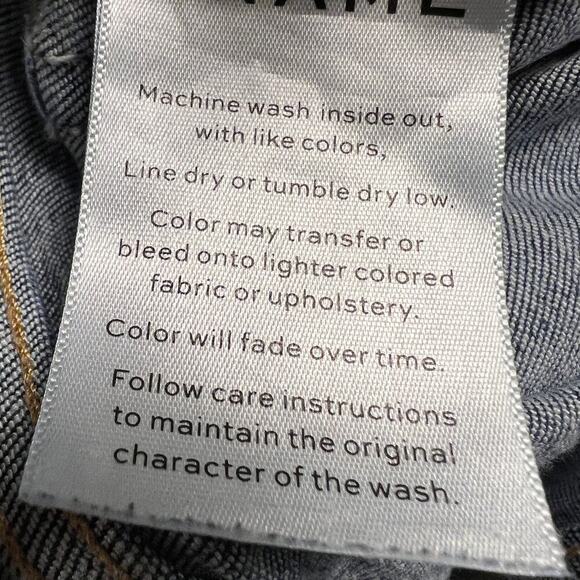 Machine wash inside out,
with like colors,
Line dry or tumble dry low.
Color may transfer or
bleed onto lighter colored
fabric or upholstery.
Color will fade over time.
Follow care instructions
to maintain the original
character of the wash.